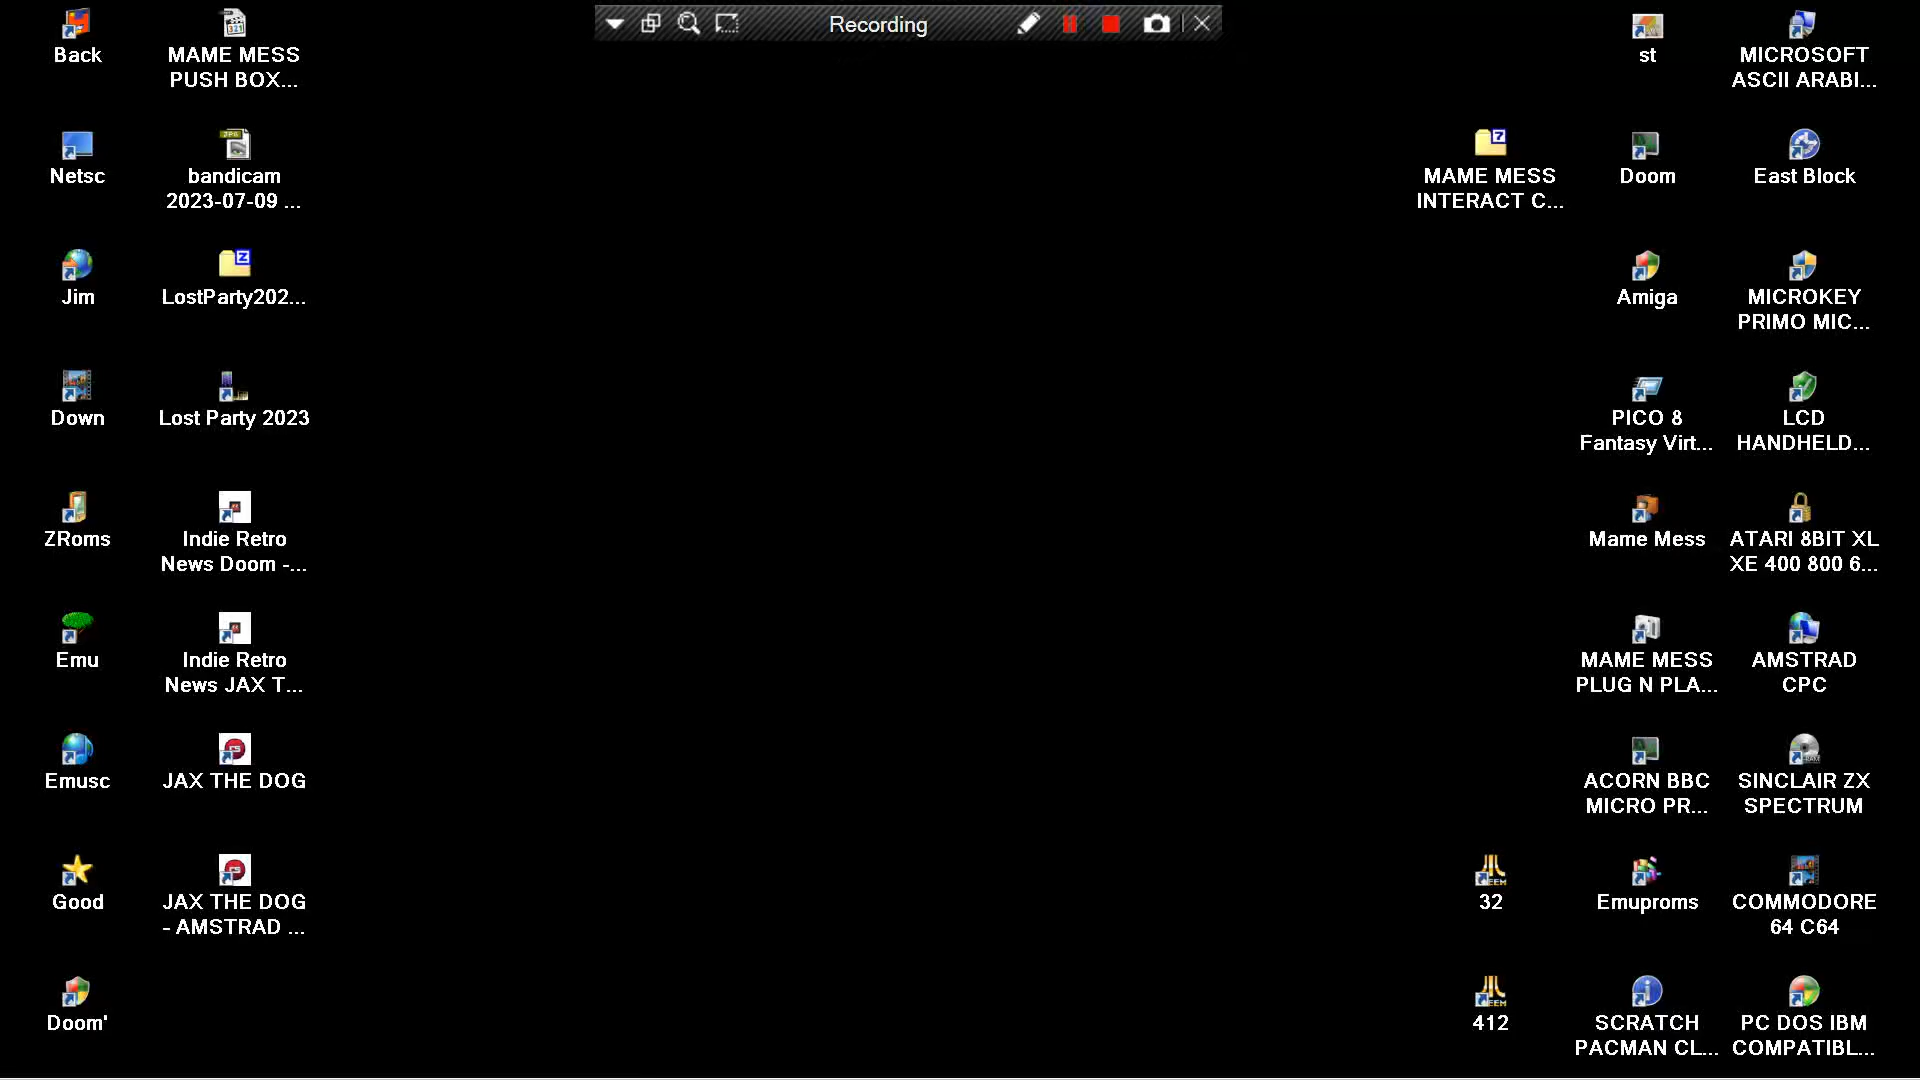 Recording
Back
MAME MESS
PUSH BOX...
st
MICROSOFT
ASCII ARABI...
Netsc
bandicam
2023-07-09 ...
MAME MESS
INTERACT C...
Doom
East Block
Jim
LostParty202...
Amiga
MICROKEY
PRIMO MIC...
Down
Lost Party 2023
PICO 8
Fantasy Virt...
LCD
HANDHELD...
ZRoms
Indie Retro
News Doom -...
Mame Mess
ATARI 8BIT XL
XE 400 800 6...
Emu
Indie Retro
News JAX T...
MAME MESS
PLUG N PLA...
AMSTRAD
CPC
Emusc
JAX THE DOG
ACORN BBC
MICRO PR...
SINCLAIR ZX
SPECTRUM
Good
JAX THE DOG
- AMSTRAD ...
32
Emuproms
COMMODORE
64 C64
Doom'
412
SCRATCH
PACMAN CL...
PC DOS IBM
COMPATIBL...